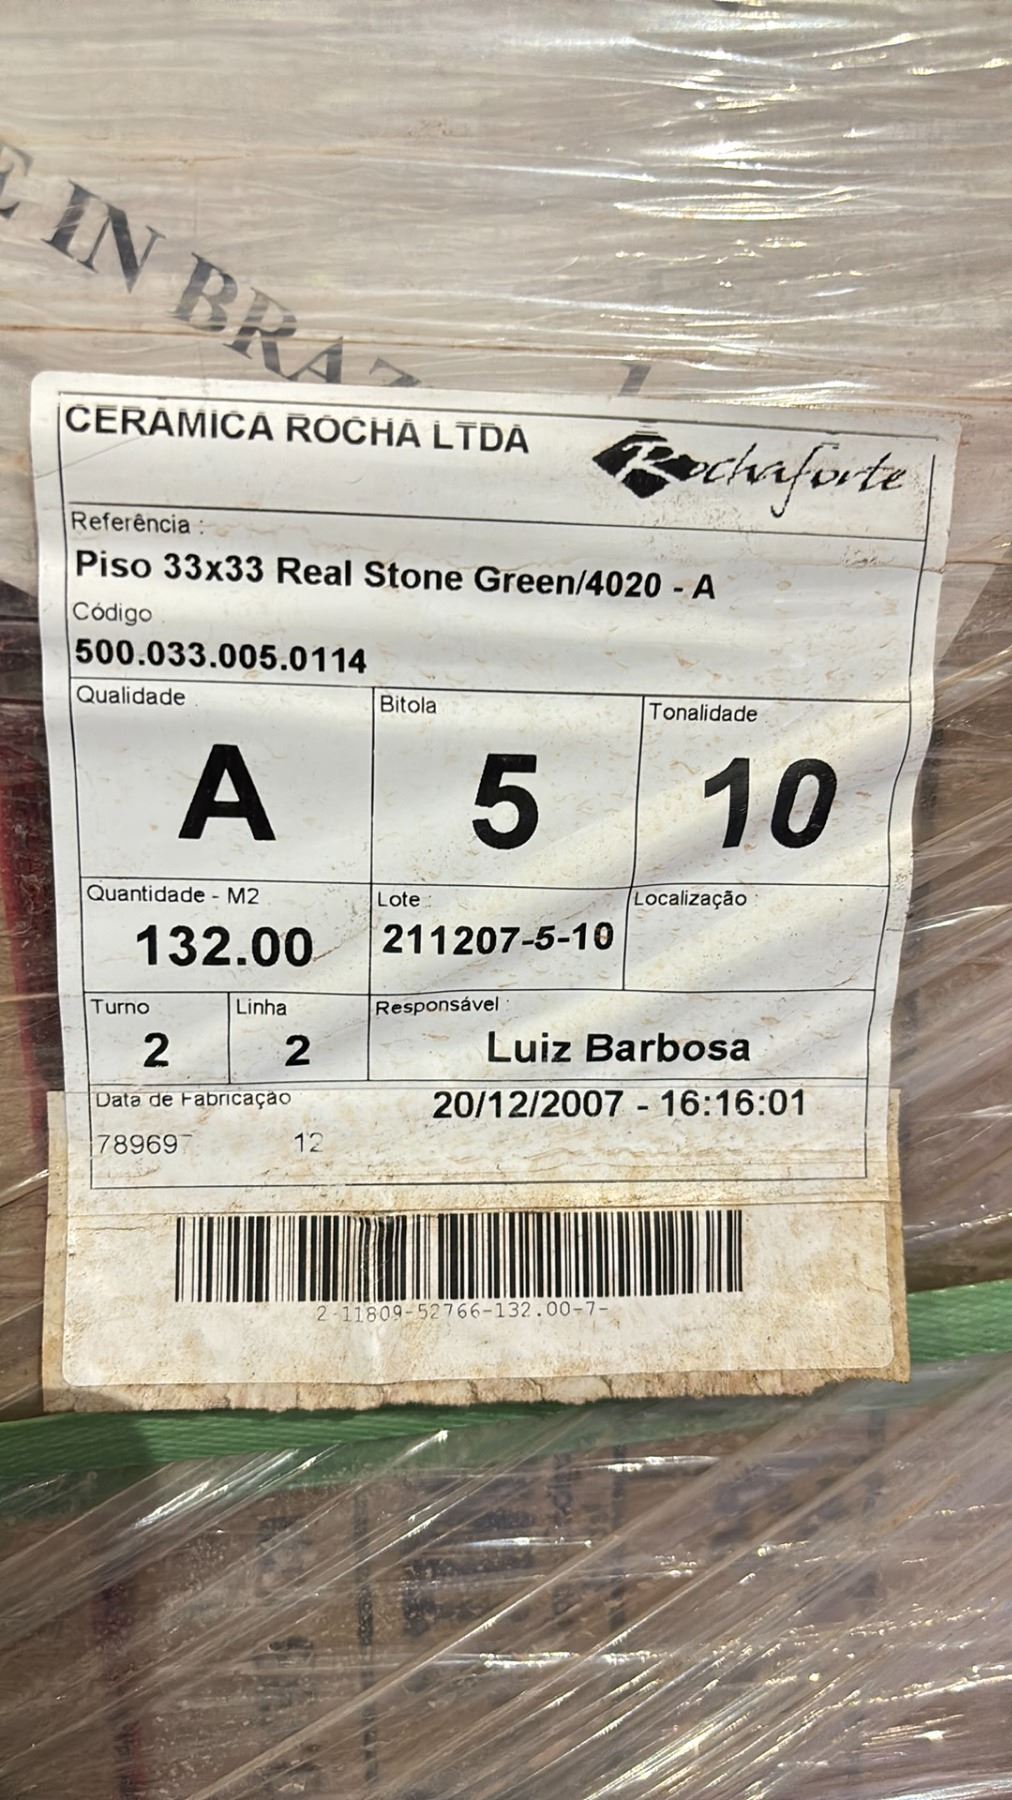 E IN BRAZ
CERAMICA ROCHA LTDA
Rochaforte
Referência :
Piso 33x33 Real Stone Green/4020 - A
Código
500.033.005.0114
Qualidade
Bitola
Tonalidade
A
5
10
Quantidade - M2
Lote :
Localização :
132.00
211207-5-10
Turno
Linha
Responsável :
2
2
Luiz Barbosa
Data de Fabricação
20/12/2007 - 16:16:01
78969
12
2-11809-52766-132.00-7-